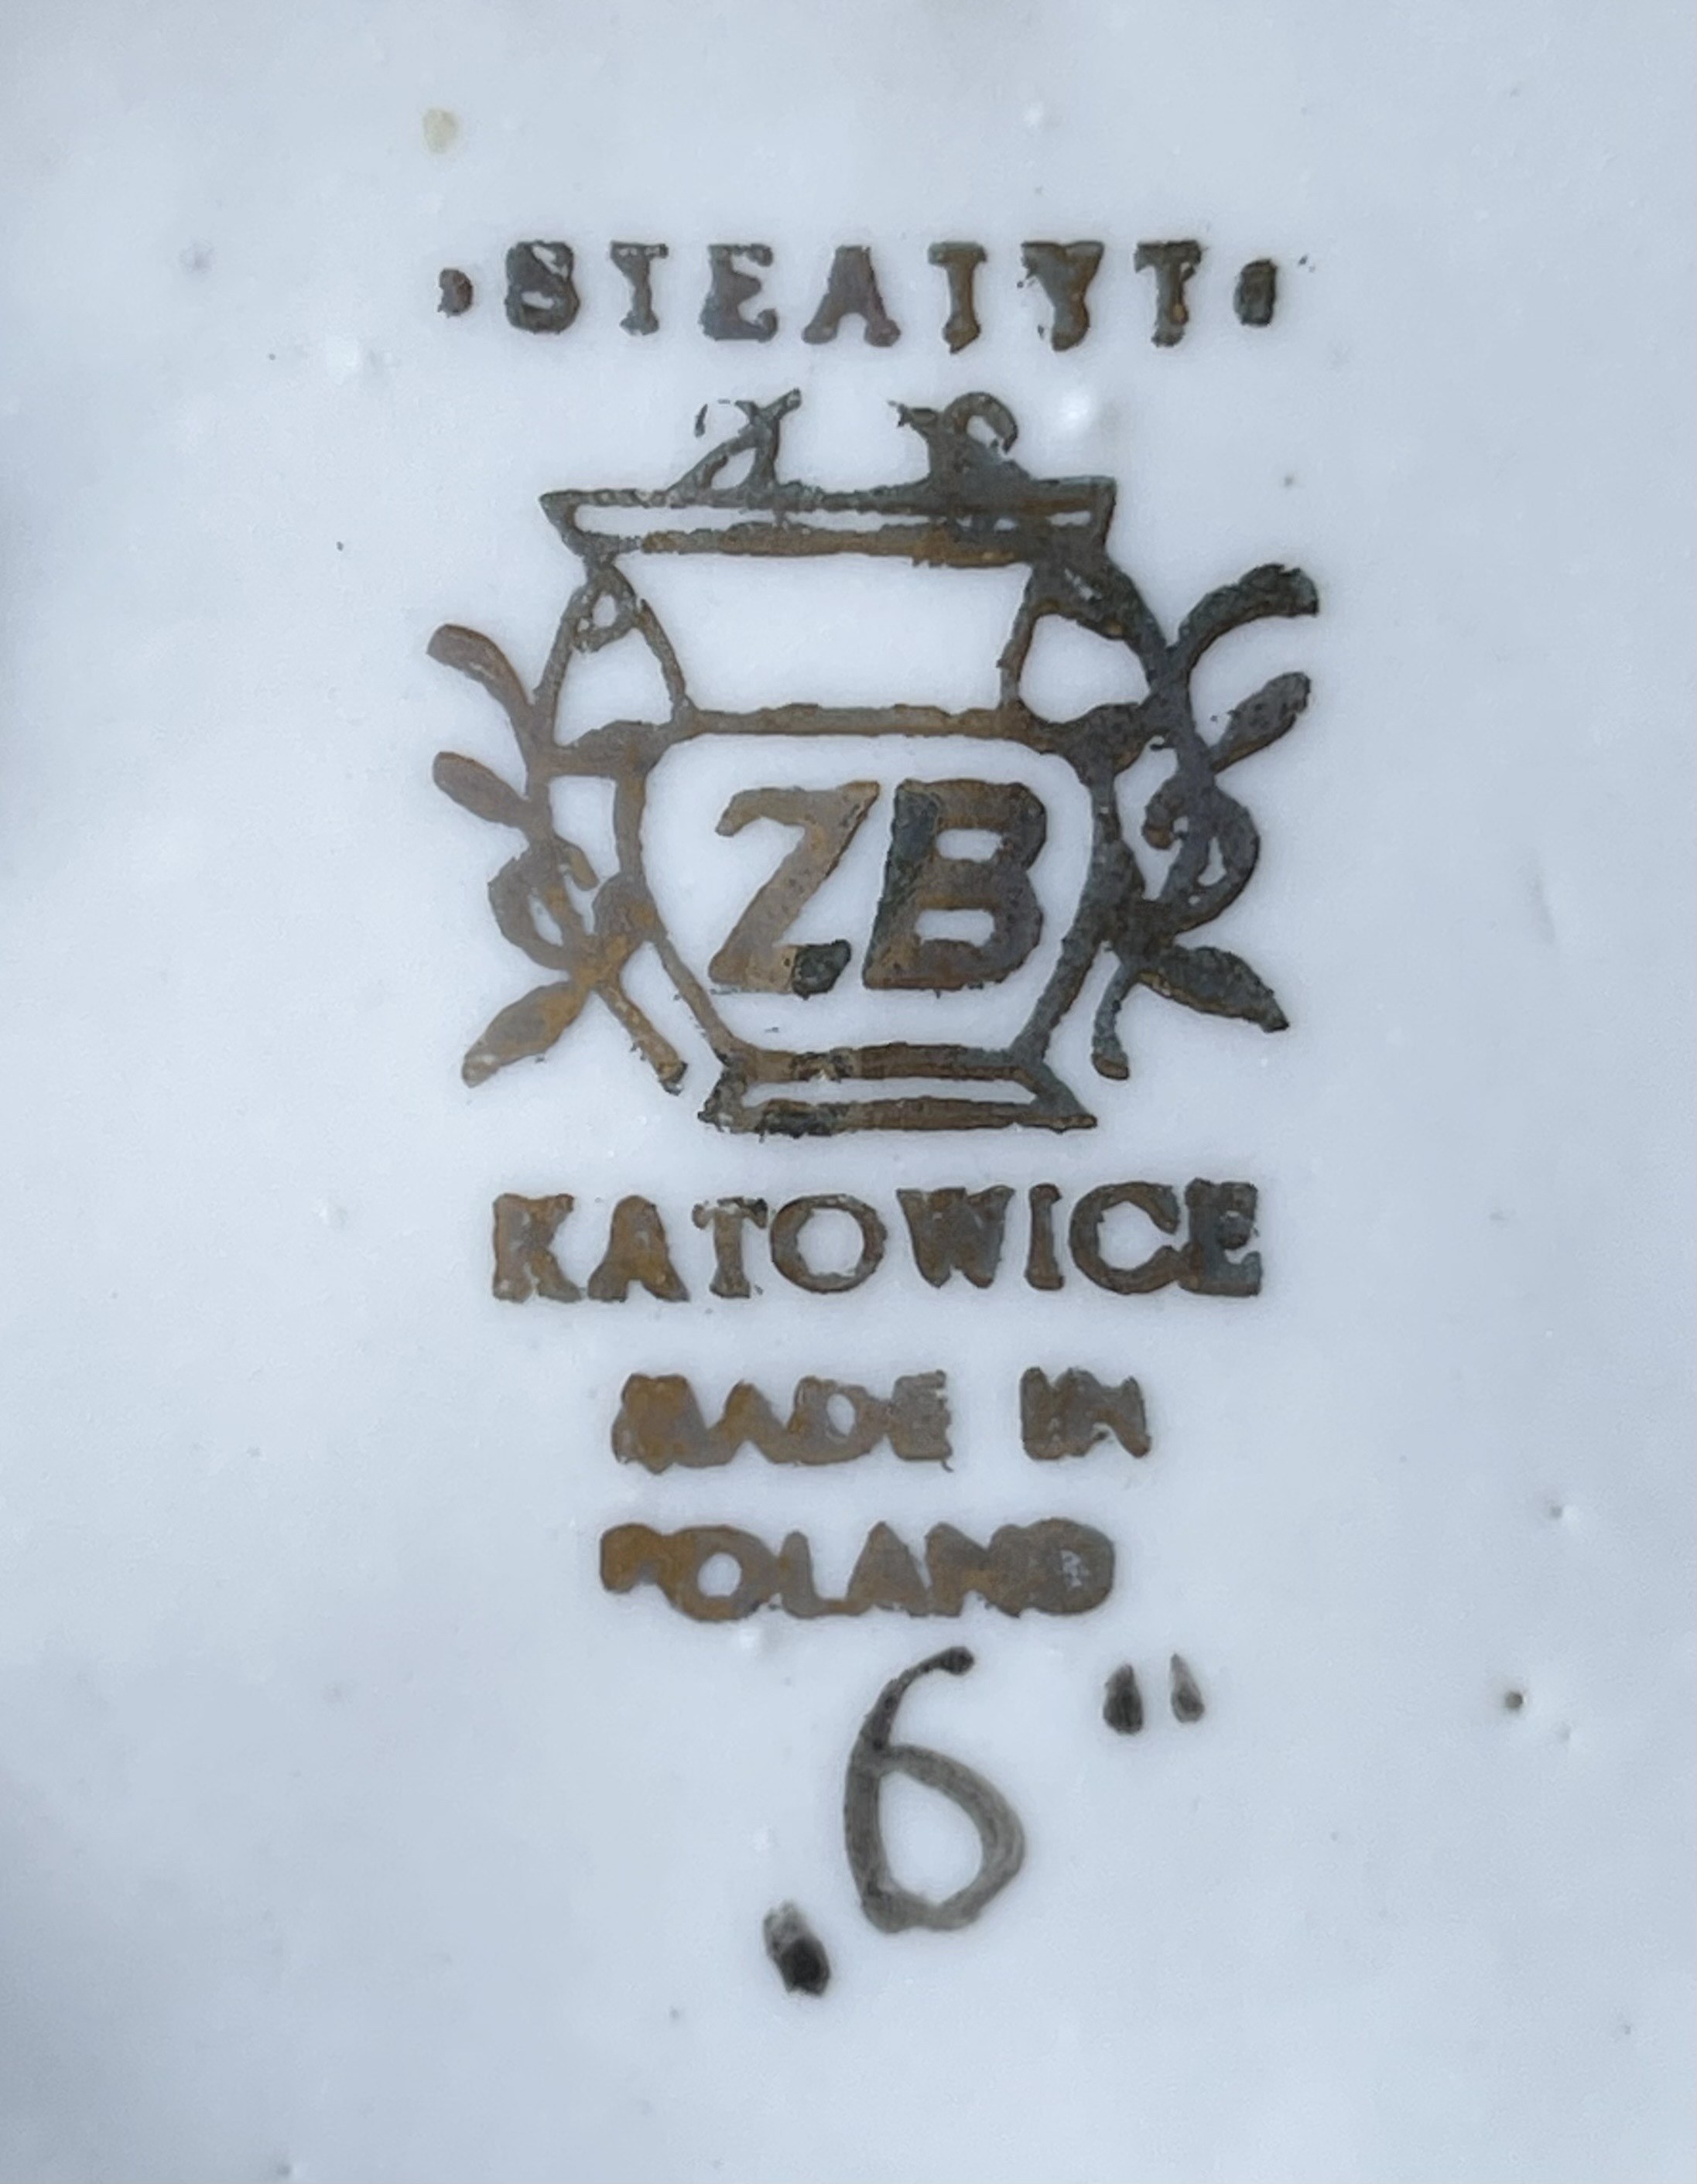 ·STEATYT·
ZB
KATOWICE
MADE IN
POLAND
6"